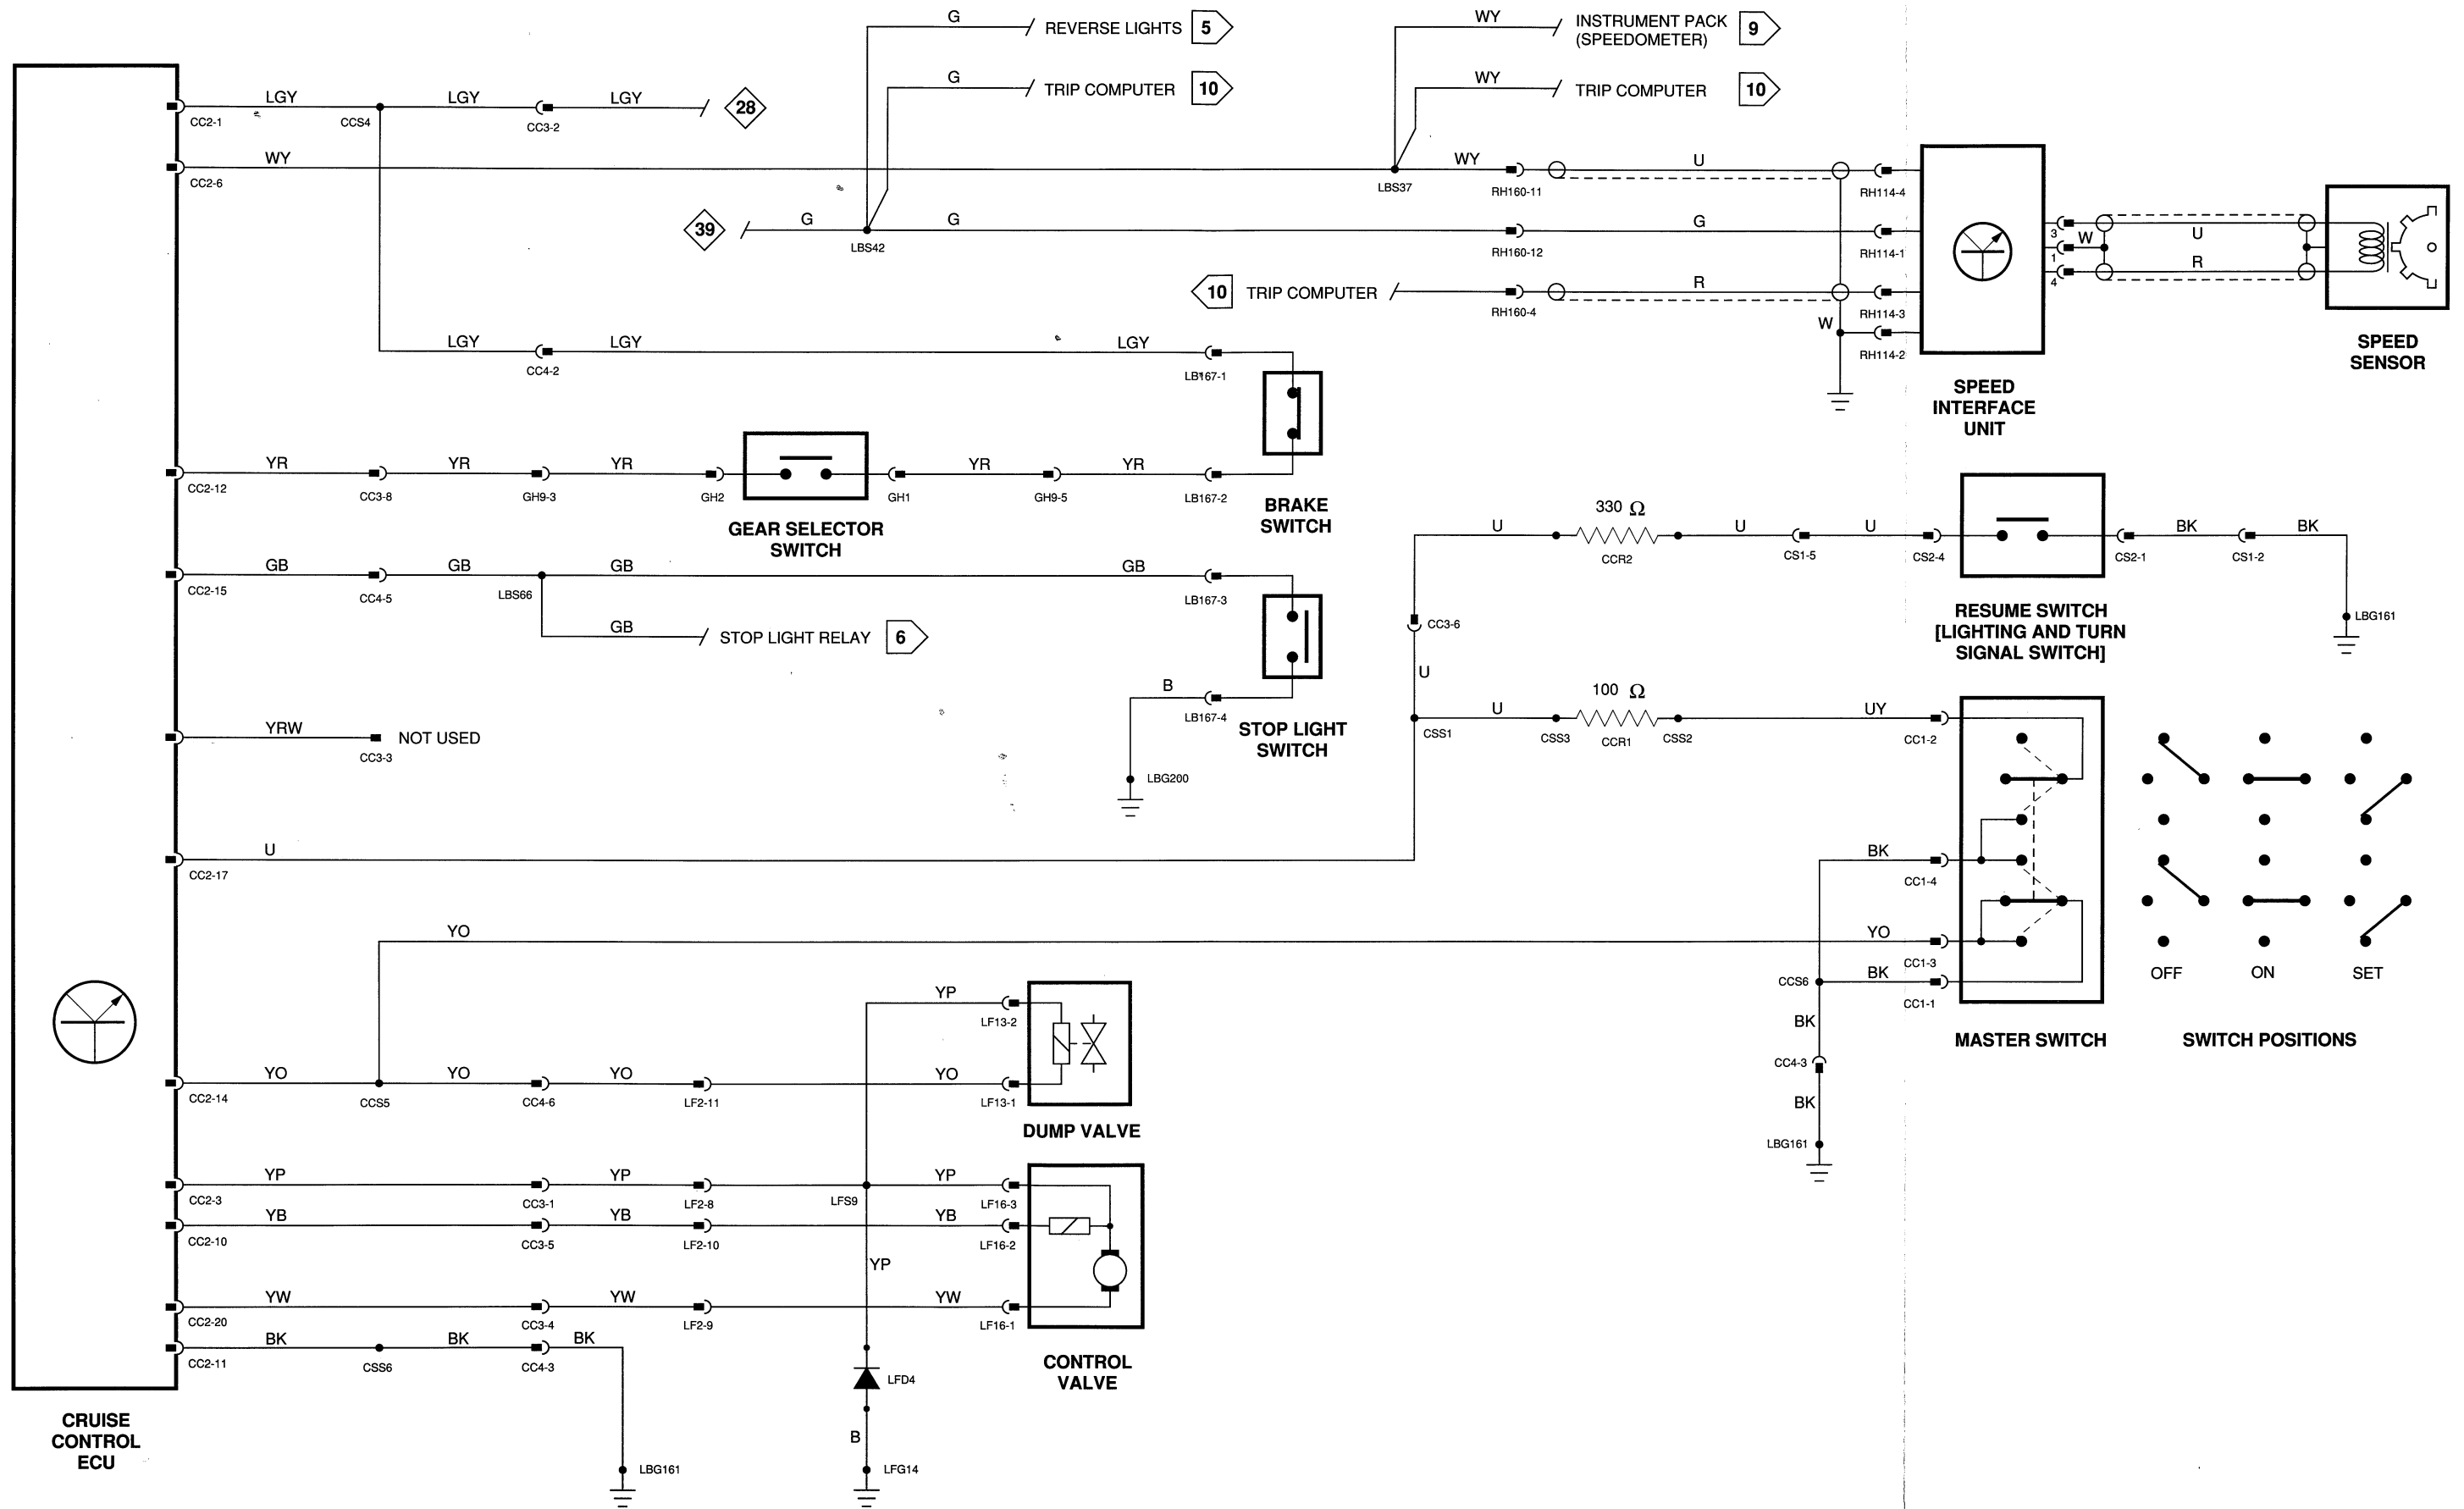 G
REVERSE LIGHTS 5
WY
INSTRUMENT PACK
(SPEEDOMETER)
9
G
TRIP COMPUTER 10
WY
TRIP COMPUTER 10
LGY LGY LGY 28
CC2-1 CCS4 CC3-2
WY WY U
CC2-6 LBS37 RH160-11 RH114-4
39 G G G
LBS42 RH160-12 RH114-1
3 W U
1
4 R
10 TRIP COMPUTER R
RH160-4 RH114-3
W
RH114-2
SPEED
SENSOR
SPEED
INTERFACE
UNIT
LGY LGY LGY
CC4-2 LB167-1
YR YR YR YR YR
CC2-12 CC3-8 GH9-3 GH2 GH1 GH9-5 LB167-2
GEAR SELECTOR
SWITCH
BRAKE
SWITCH
330 Ω
U U U BK BK
CCR2 CS1-5 CS2-4 CS2-1 CS1-2
RESUME SWITCH
[LIGHTING AND TURN
SIGNAL SWITCH]
LBG161
GB GB GB GB
CC2-15 CC4-5 LBS66 LB167-3
GB
STOP LIGHT RELAY 6
CC3-6
U
B
LB167-4
STOP LIGHT
SWITCH
LBG200
YRW
NOT USED
CC3-3
100 Ω
U UY
CSS1 CSS3 CCR1 CSS2 CC1-2
U
CC2-17
BK
CC1-4
YO YO
CC1-3
CCS6 BK
CC1-1
OFF ON SET
MASTER SWITCH
SWITCH POSITIONS
BK
CC4-3
BK
LBG161
YP
LF13-2
YO YO YO YO
CC2-14 CCS5 CC4-6 LF2-11 LF13-1
DUMP VALVE
YP YP YP
CC2-3 CC3-1 LF2-8 LFS9 LF16-3
YB YB YB
CC2-10 CC3-5 LF2-10 LF16-2
YP
YW YW YW
CC2-20 CC3-4 LF2-9 LF16-1
BK BK BK
CC2-11 CSS6 CC4-3
CONTROL
VALVE
LFD4
B
LBG161
LFG14
CRUISE
CONTROL
ECU